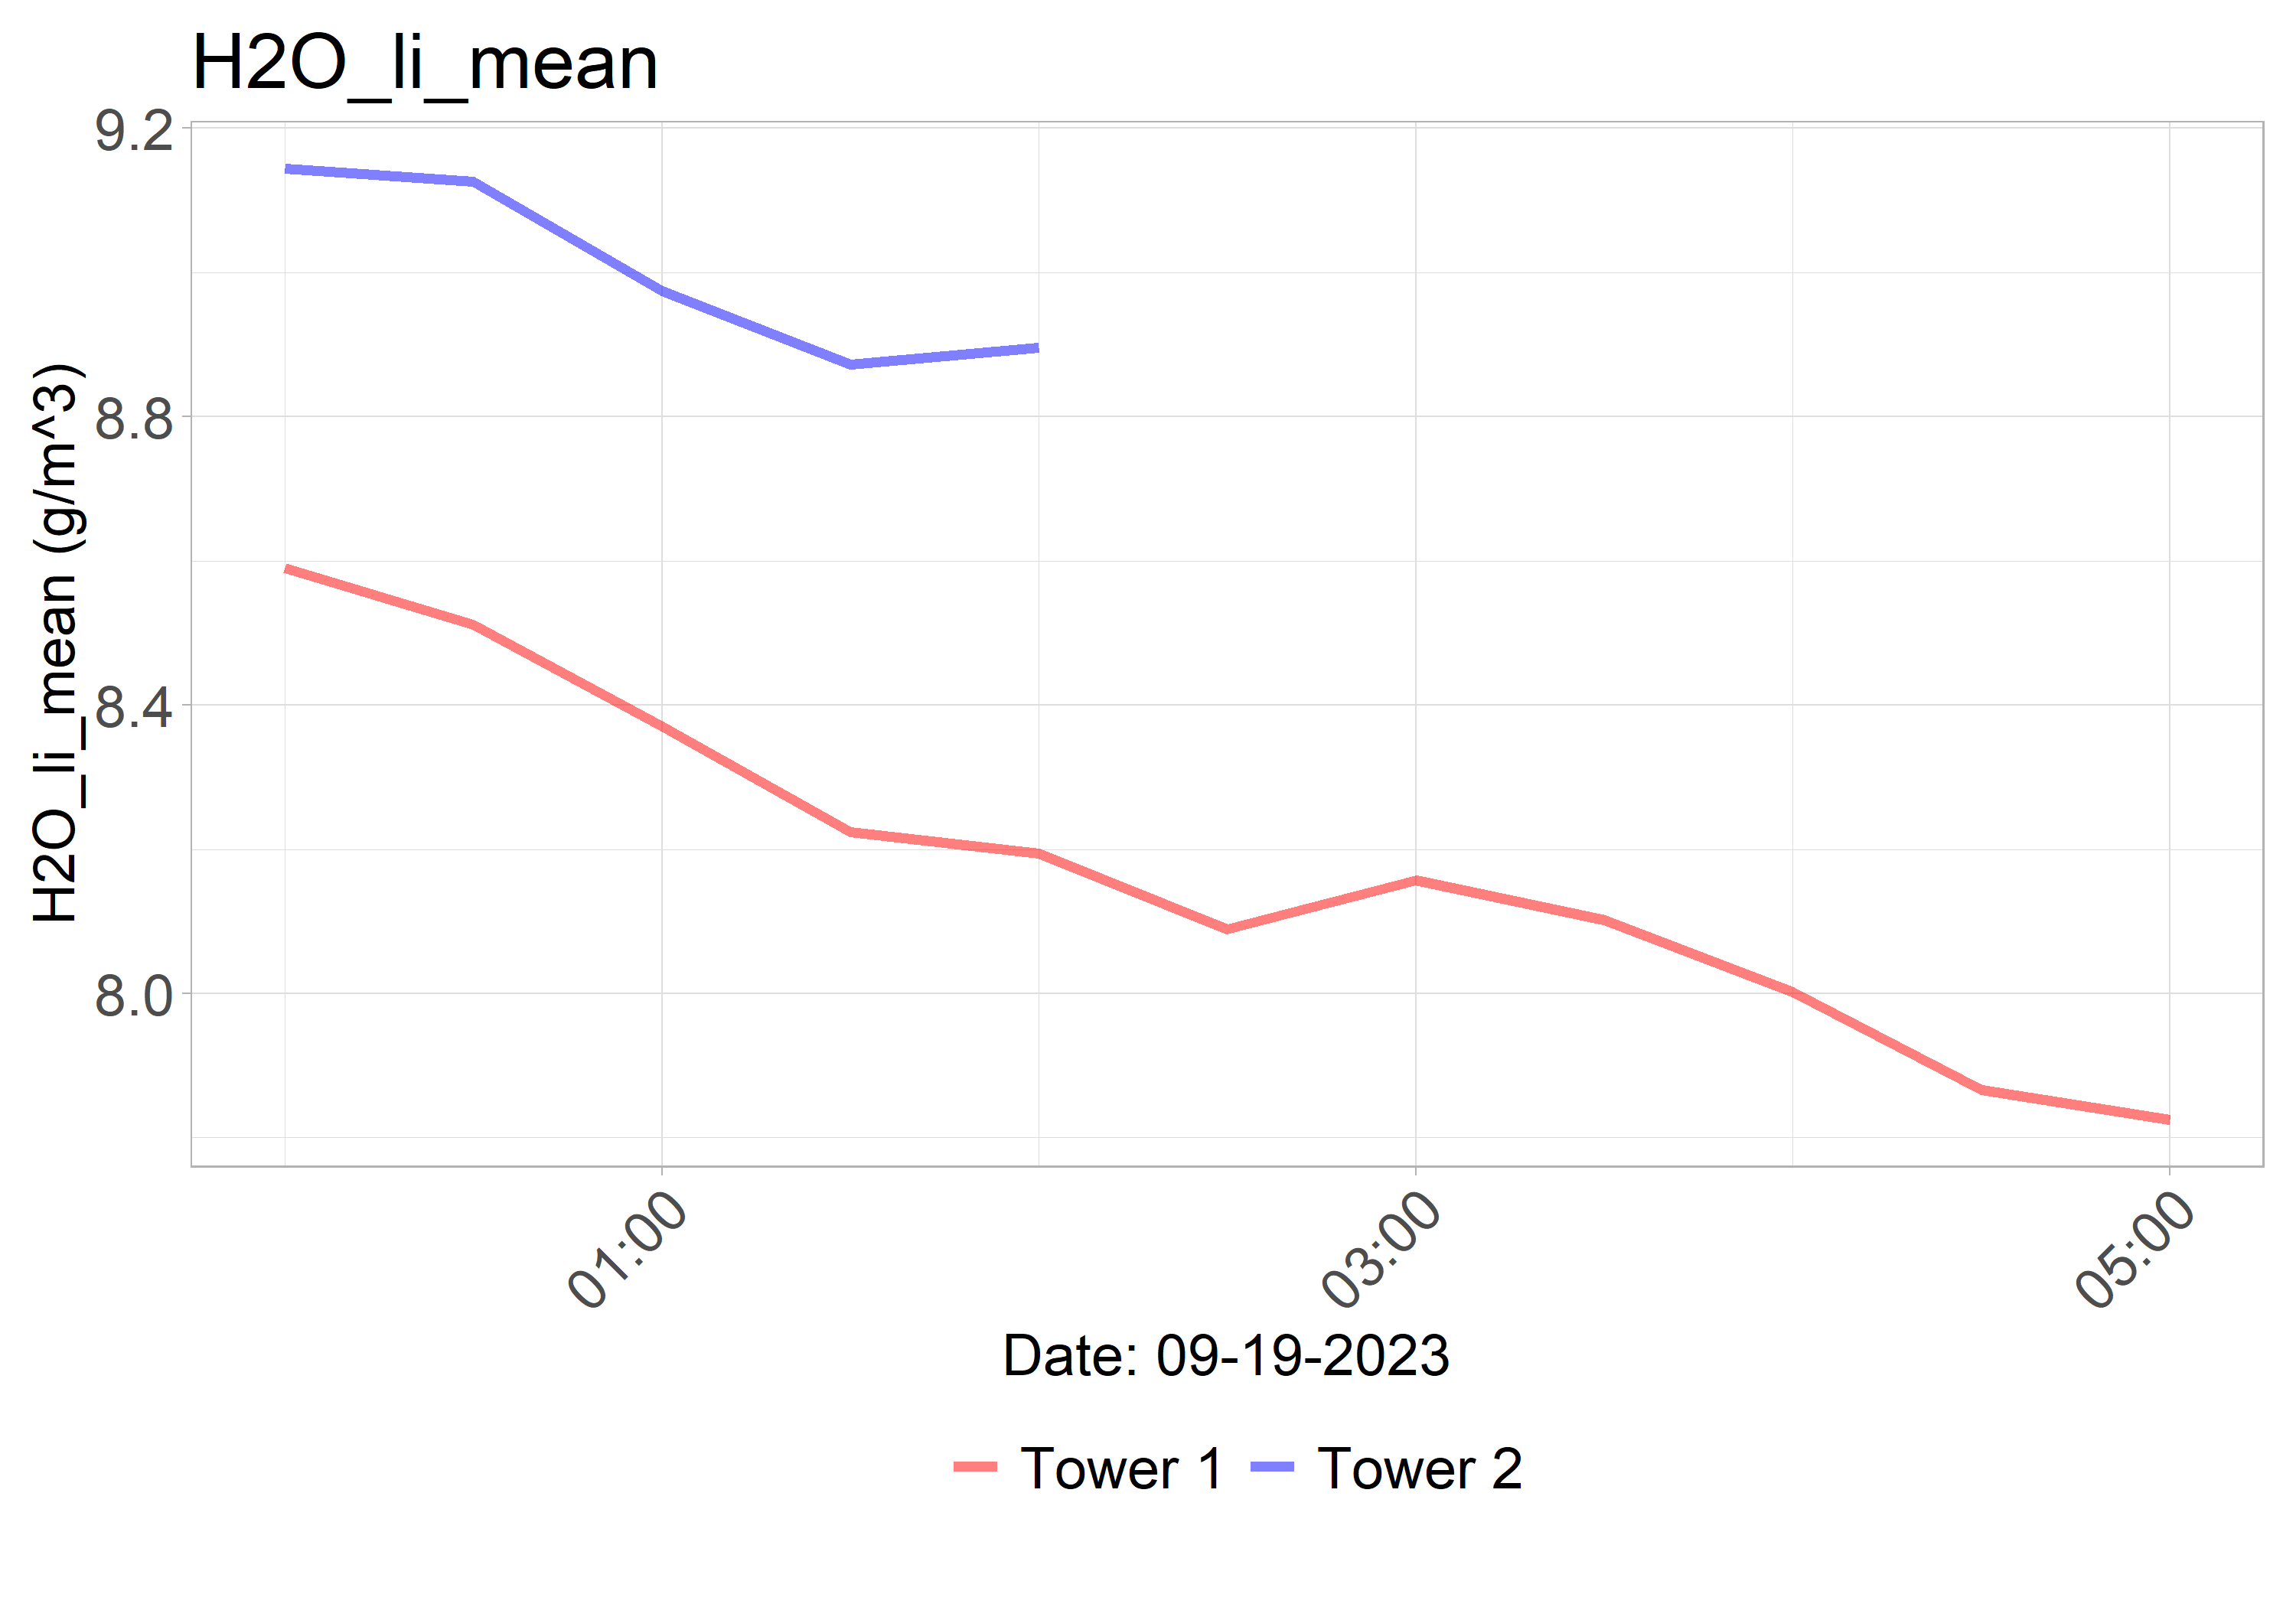 H2O_li_mean
H2O_li_mean (g/m^3)
9.2
8.8
8.4
8.0
01:00
03:00
05:00
Date: 09-19-2023
Tower 1
Tower 2